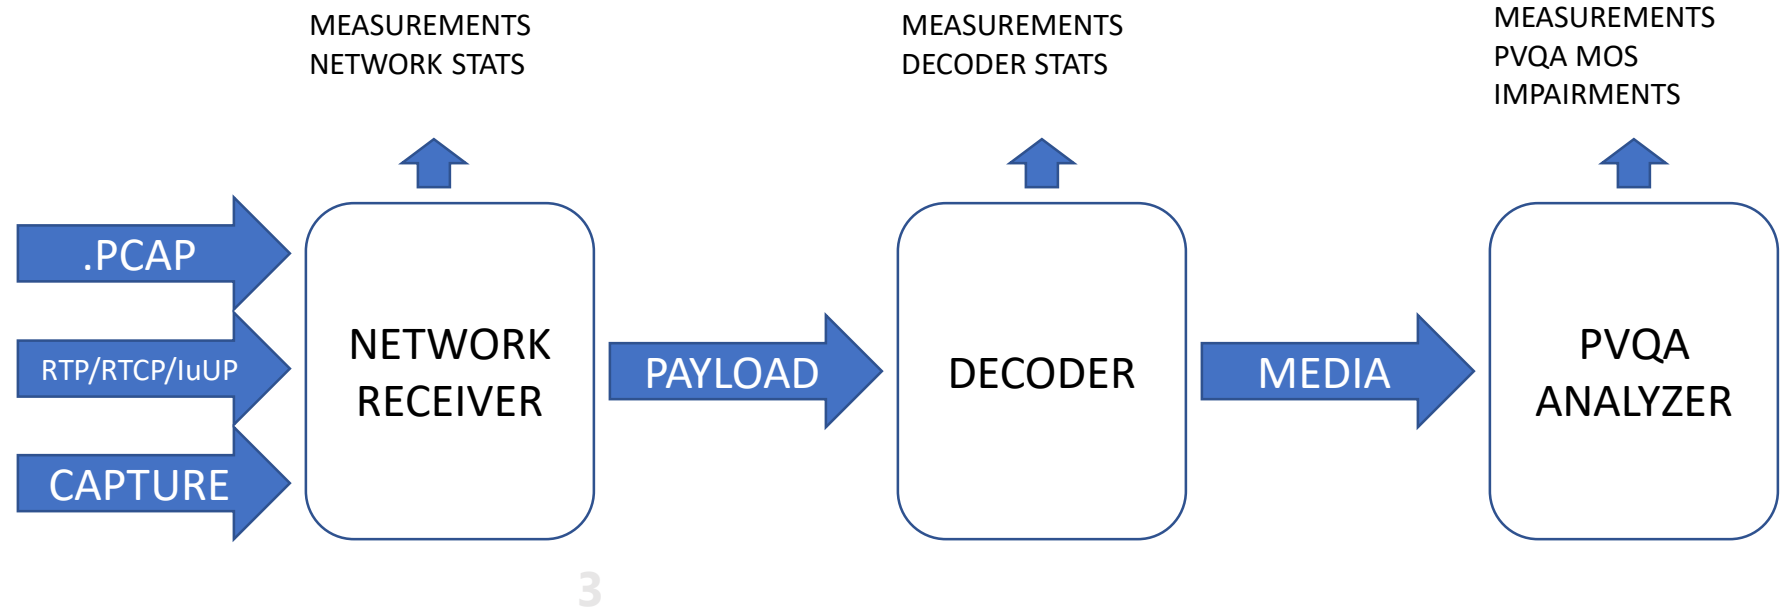 MEASUREMENTS
NETWORK STATS
MEASUREMENTS
DECODER STATS
MEASUREMENTS
PVQA MOS
IMPAIRMENTS
.PCAP
RTP/RTCP/IuUP
CAPTURE
NETWORK
RECEIVER
PAYLOAD
DECODER
MEDIA
PVQA
ANALYZER
3